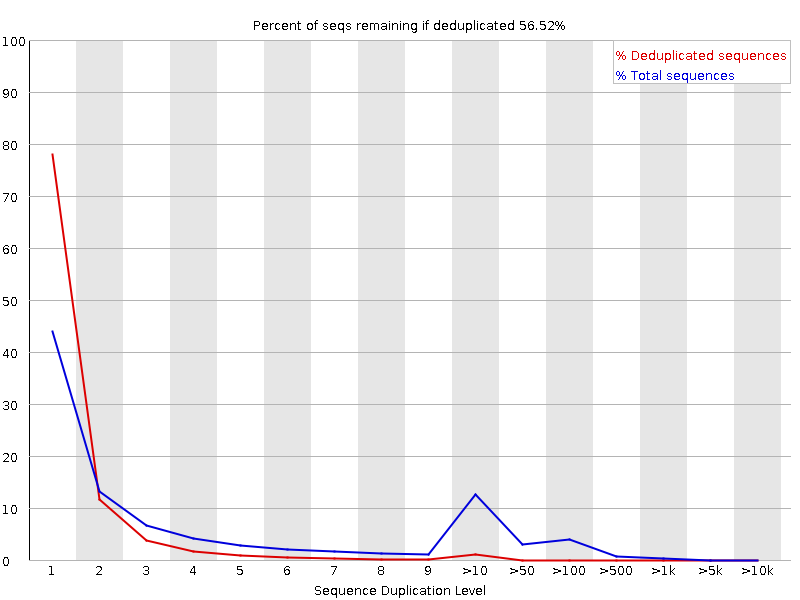 Percent of seqs remaining if deduplicated 56.52%
% Deduplicated sequences
% Total sequences
100
90
80
70
60
50
40
30
20
10
0
1 2 3 4 5 6 7 8 9 >10 >50 >100 >500 >1k >5k >10k
Sequence Duplication Level